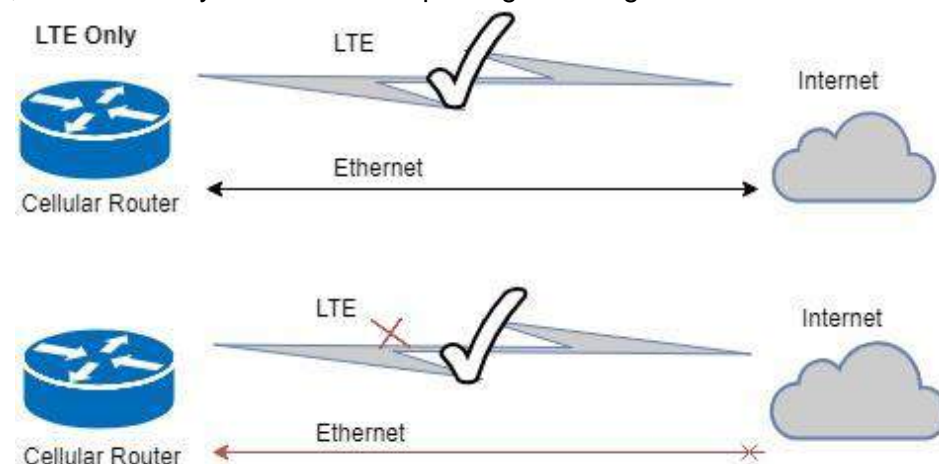 LTE Only
LTE
Internet
Ethernet
Cellular Router
LTE
Internet
Ethernet
Cellular Router